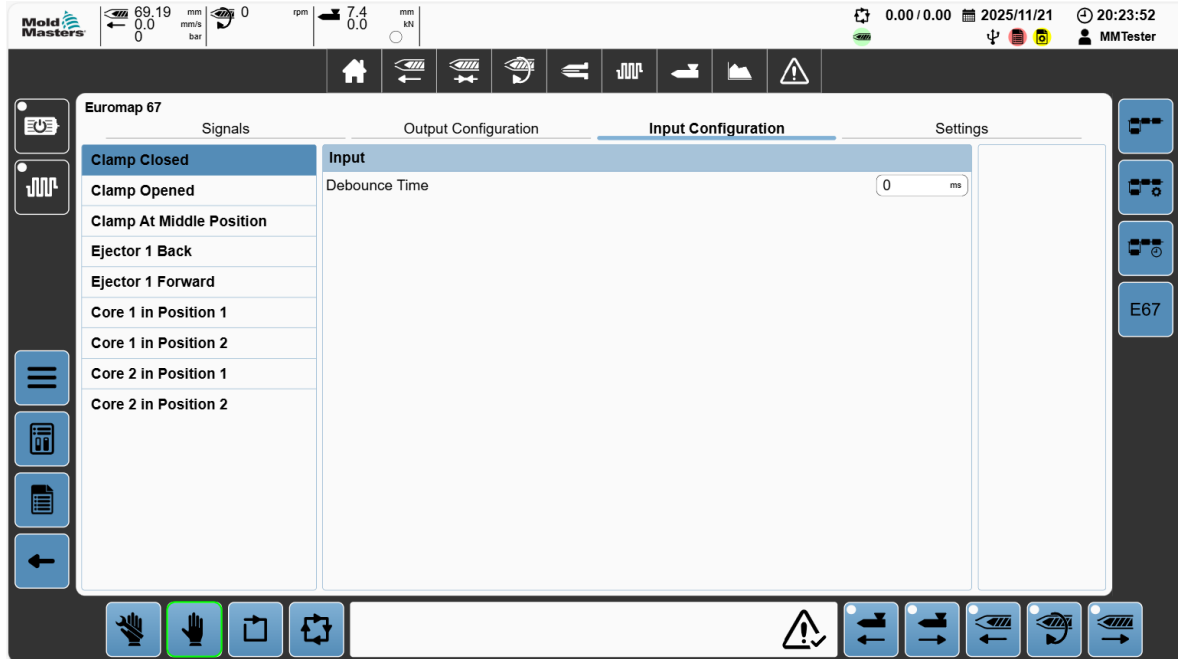 Mold
Masters
69.19 mm
0.0 mm/s
0 bar
0 rpm
7.4 mm
0.0 kN
0.00 / 0.00
2025/11/21
20:23:52
MMTester
Euromap 67
Signals
Output Configuration
Input Configuration
Settings
Clamp Closed
Clamp Opened
Clamp At Middle Position
Ejector 1 Back
Ejector 1 Forward
Core 1 in Position 1
Core 1 in Position 2
Core 2 in Position 1
Core 2 in Position 2
Input
Debounce Time
0 ms
E67